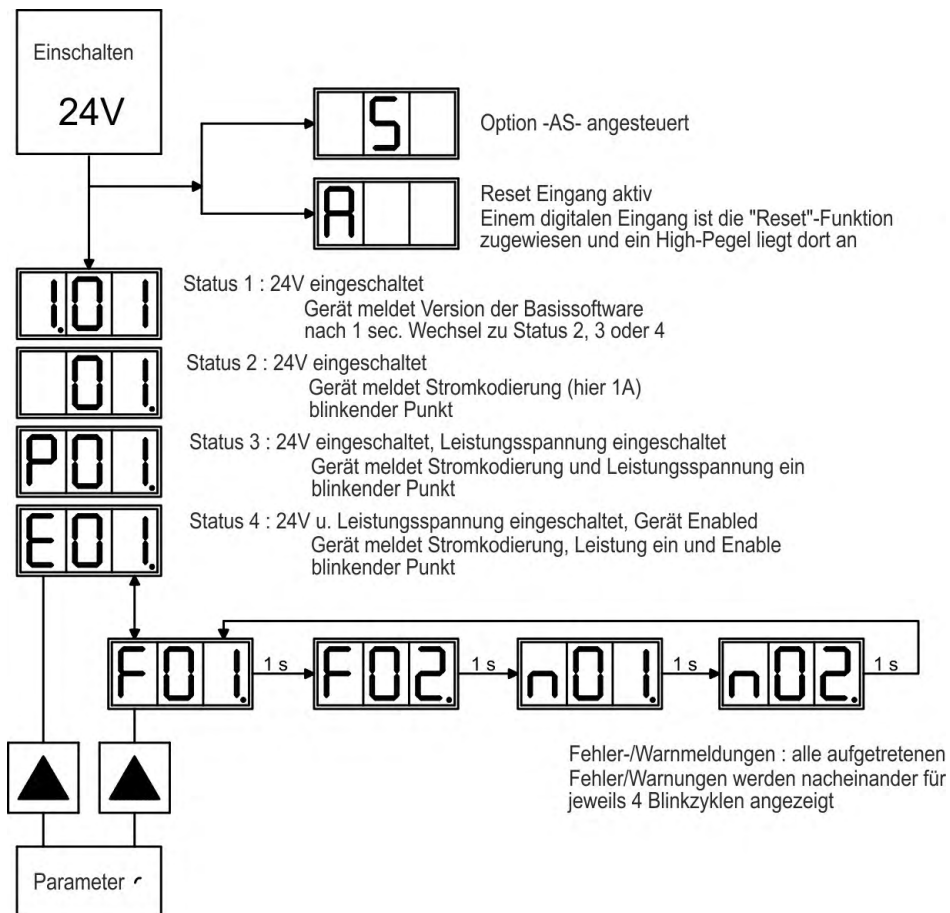 Einschalten
24V
S
Option -AS- angesteuert
A
Reset Eingang aktiv
Einem digitalen Eingang ist die "Reset"-Funktion
zugewiesen und ein High-Pegel liegt dort an
1.01
Status 1 : 24V eingeschaltet
Gerät meldet Version der Basissoftware
nach 1 sec. Wechsel zu Status 2, 3 oder 4
01.
Status 2 : 24V eingeschaltet
Gerät meldet Stromkodierung (hier 1A)
blinkender Punkt
P01.
Status 3 : 24V eingeschaltet, Leistungsspannung eingeschaltet
Gerät meldet Stromkodierung und Leistungsspannung ein
blinkender Punkt
E01.
Status 4 : 24V u. Leistungsspannung eingeschaltet, Gerät Enabled
Gerät meldet Stromkodierung, Leistung ein und Enable
blinkender Punkt
F01. 1 s F02. 1 s n01. 1 s n02. 1 s
Fehler-/Warnmeldungen : alle aufgetretenen
Fehler/Warnungen werden nacheinander für
jeweils 4 Blinkzyklen angezeigt
Parameter